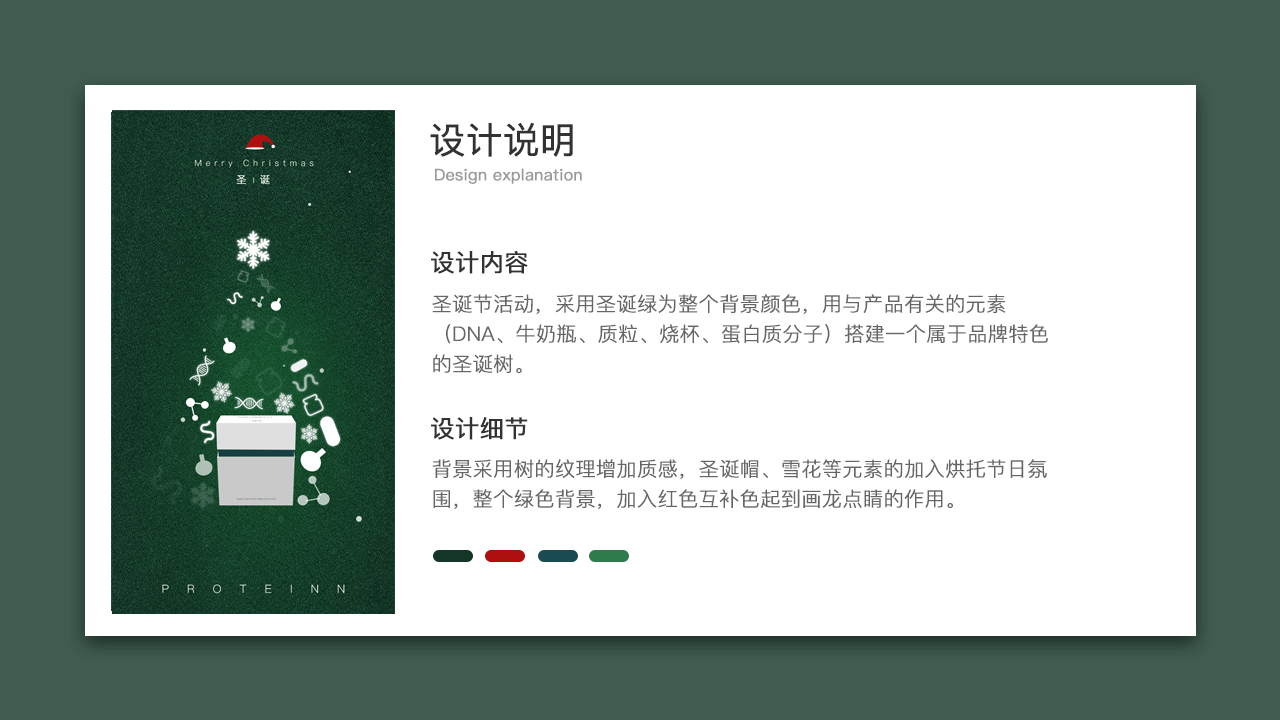 Merry Christmas
圣 | 诞
PROTEINN
设计说明
Design explanation
设计内容
圣诞节活动，采用圣诞绿为整个背景颜色，用与产品有关的元素
（DNA、牛奶瓶、质粒、烧杯、蛋白质分子）搭建一个属于品牌特色
的圣诞树。
设计细节
背景采用树的纹理增加质感，圣诞帽、雪花等元素的加入烘托节日氛
围，整个绿色背景，加入红色互补色起到画龙点睛的作用。